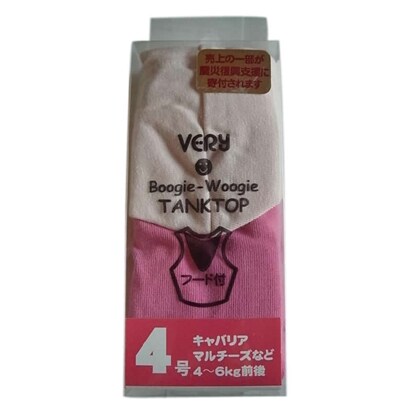 売上の一部が
震災復興支援に
寄付されます
VERY
Boogie-Woogie
TANKTOP
フード付
4号
キャバリア
マルチーズなど
4～6kg前後